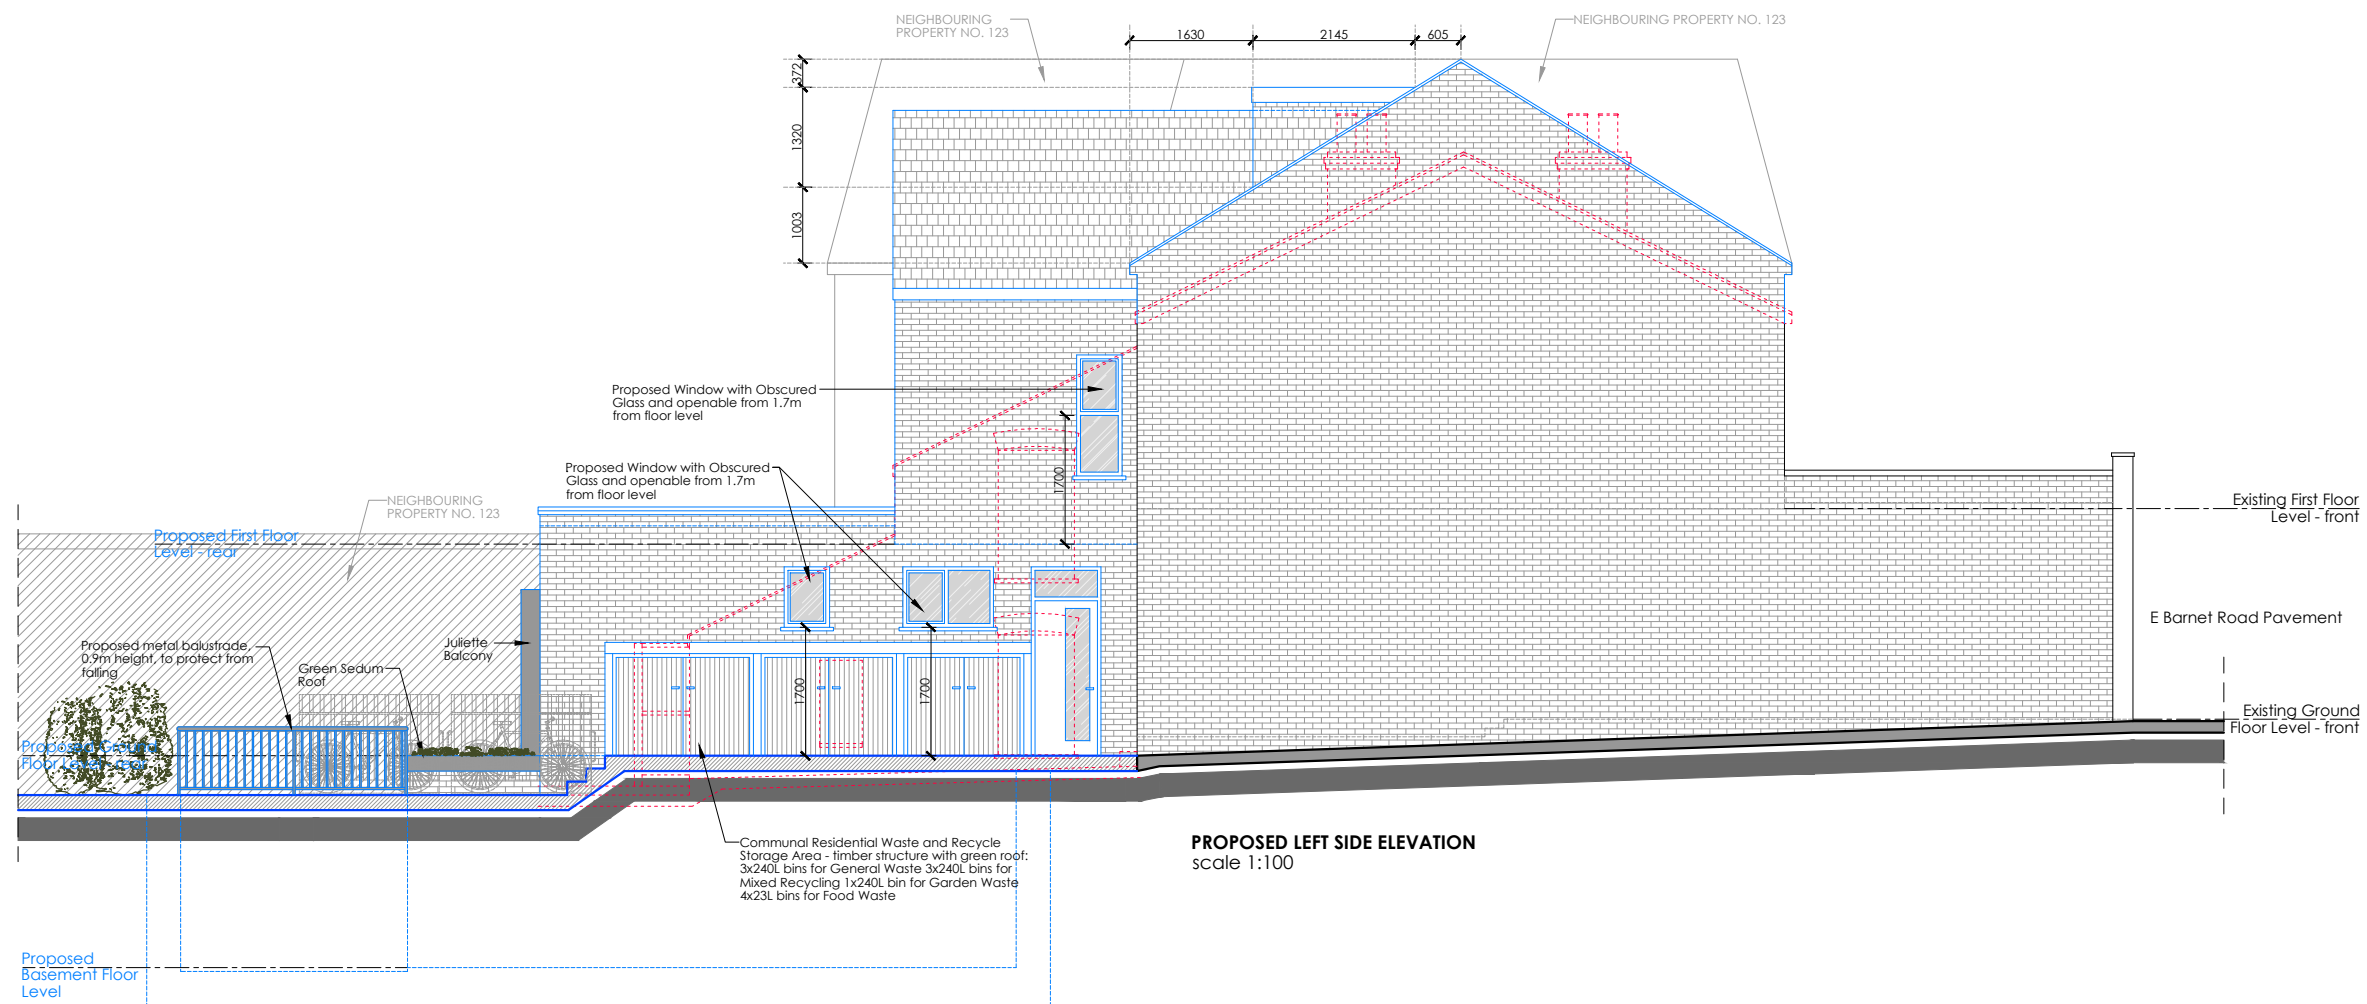 NEIGHBOURING
PROPERTY NO. 123
NEIGHBOURING PROPERTY NO. 123
1630
2145
605
372
1320
1003
Proposed Window with Obscured
Glass and openable from 1.7m
from floor level
Proposed Window with Obscured
Glass and openable from 1.7m
from floor level
1700
NEIGHBOURING
PROPERTY NO. 123
Existing First Floor
Level - front
Proposed First Floor
Level - rear
E Barnet Road Pavement
Proposed metal balustrade,
0.9m height, to protect from
falling
Juliette
Balcony
Green Sedum
Roof
1700
1700
Existing Ground
Floor Level - front
Proposed Ground
Floor Level - rear
PROPOSED LEFT SIDE ELEVATION
scale 1:100
Communal Residential Waste and Recycle
Storage Area - timber structure with green roof:
3x240L bins for General Waste 3x240L bins for
Mixed Recycling 1x240L bin for Garden Waste
4x23L bins for Food Waste
Proposed
Basement Floor
Level